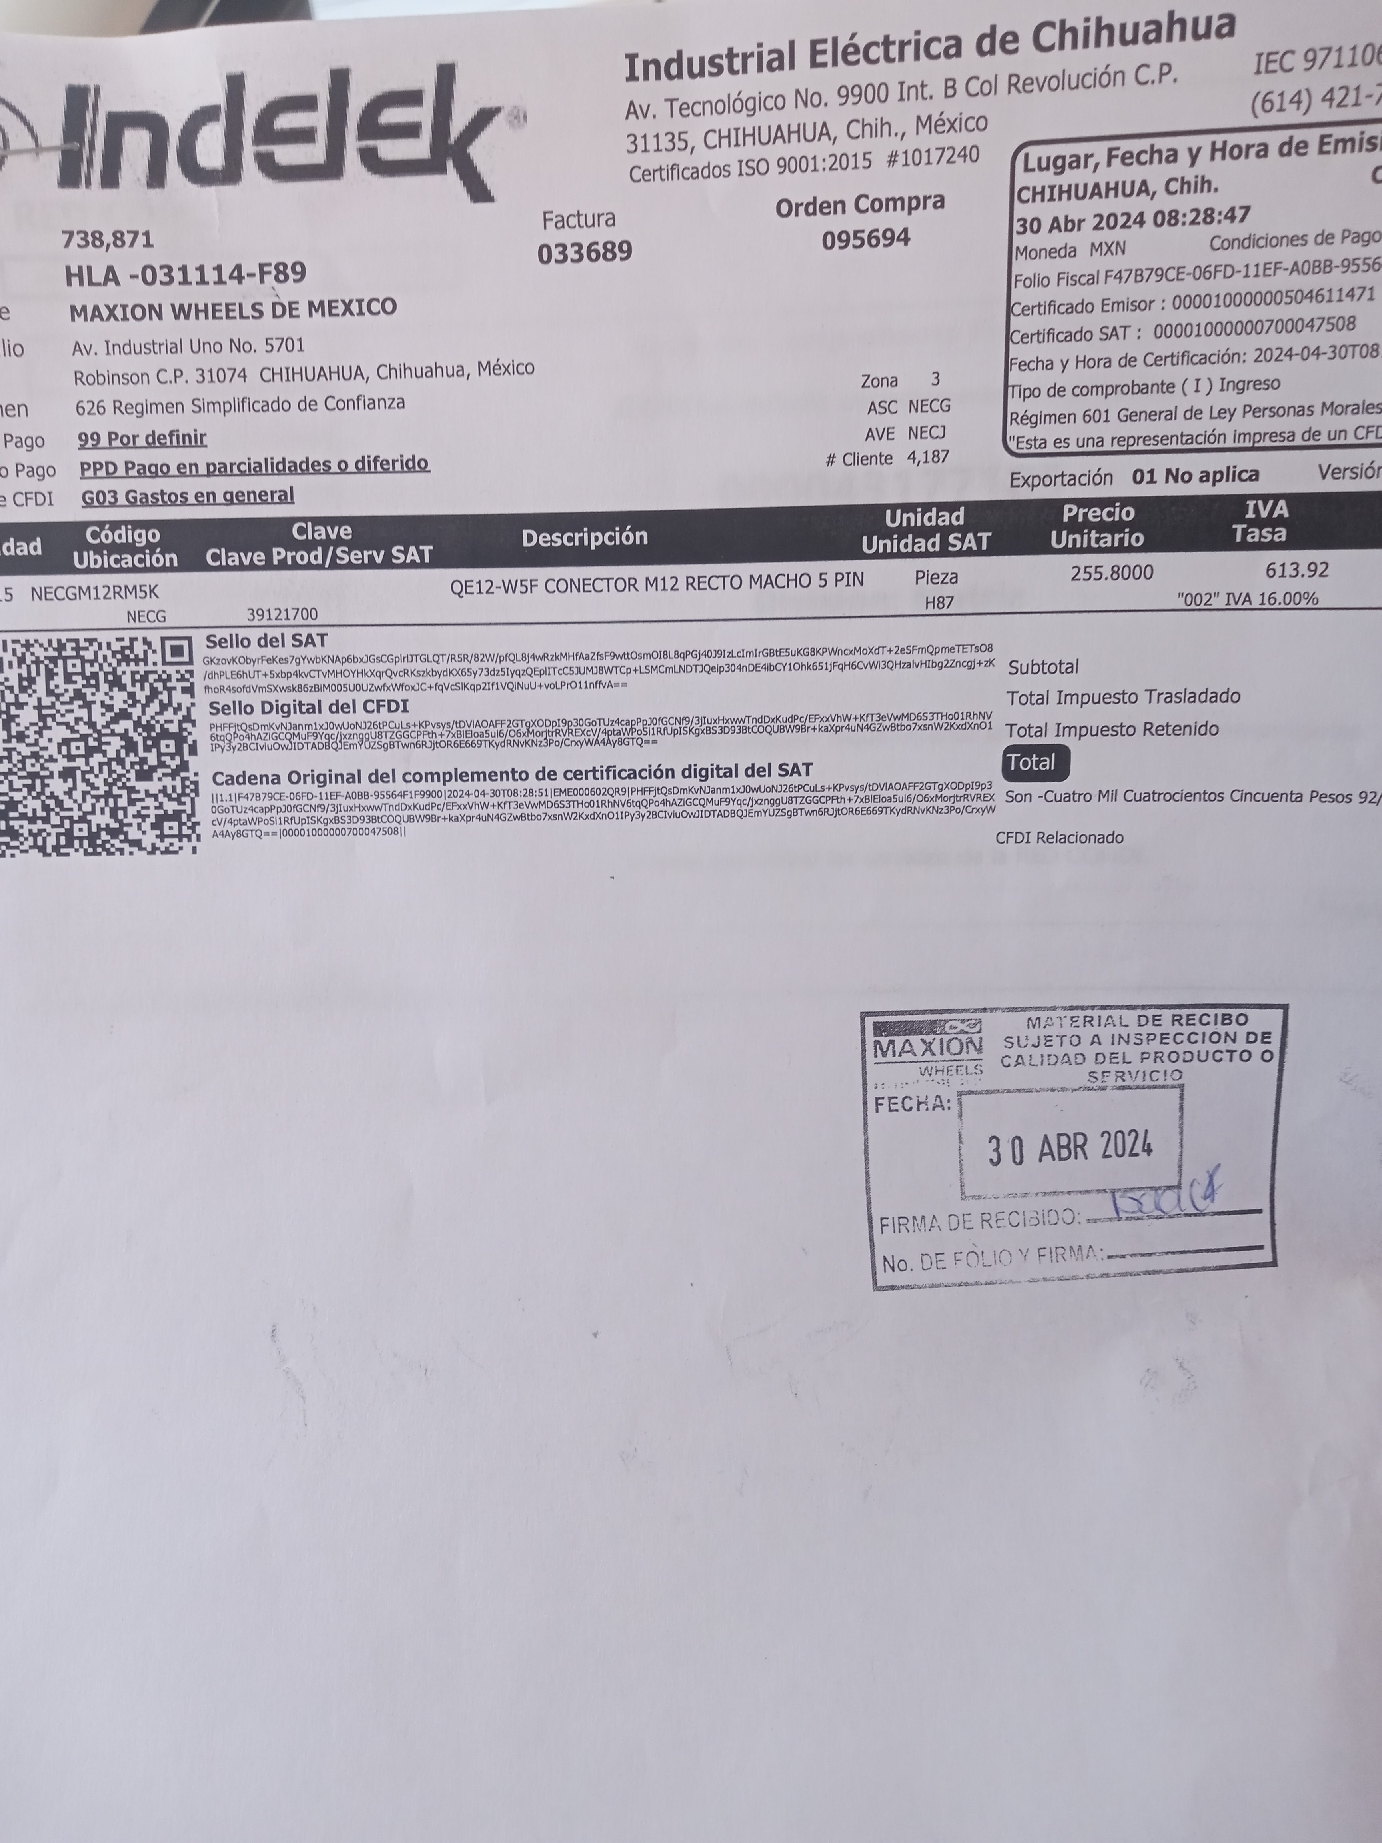 Indelek®
Industrial Eléctrica de Chihuahua
Av. Tecnológico No. 9900 Int. B Col Revolución C.P.
31135, CHIHUAHUA, Chih., México
Certificados ISO 9001:2015 #1017240
IEC 971106
(614) 421-7
Factura
033689
Orden Compra
095694
Lugar, Fecha y Hora de Emis
CHIHUAHUA, Chih.
30 Abr 2024 08:28:47
Moneda MXN Condiciones de Pago
Folio Fiscal F47B79CE-06FD-11EF-A0BB-9556
Certificado Emisor : 00001000000504611471
Certificado SAT : 00001000000700047508
Fecha y Hora de Certificación: 2024-04-30T08
Tipo de comprobante ( I ) Ingreso
Régimen 601 General de Ley Personas Morales
"Esta es una representación impresa de un CFD
738,871
HLA -031114-F89
e MAXION WHEELS DE MEXICO
lio Av. Industrial Uno No. 5701
Robinson C.P. 31074 CHIHUAHUA, Chihuahua, México
en 626 Regimen Simplificado de Confianza
Pago 99 Por definir
o Pago PPD Pago en parcialidades o diferido
e CFDI G03 Gastos en general
Zona 3
ASC NECG
AVE NECJ
# Cliente 4,187
Exportación 01 No aplica Versión
dad Código Ubicación Clave Clave Prod/Serv SAT Descripción Unidad Unidad SAT Precio Unitario IVA Tasa
15 NECGM12RM5K QE12-W5F CONECTOR M12 RECTO MACHO 5 PIN Pieza 255.8000 613.92
NECG 39121700 H87 "002" IVA 16.00%
Sello del SAT
Sello Digital del CFDI
Cadena Original del complemento de certificación digital del SAT
Subtotal
Total Impuesto Trasladado
Total Impuesto Retenido
Total
Son -Cuatro Mil Cuatrocientos Cincuenta Pesos 92/
CFDI Relacionado
MAXION
WHEELS
MATERIAL DE RECIBO
SUJETO A INSPECCION DE
CALIDAD DEL PRODUCTO O
SERVICIO
FECHA:
30 ABR 2024
FIRMA DE RECIBIDO:
No. DE FOLIO Y FIRMA: